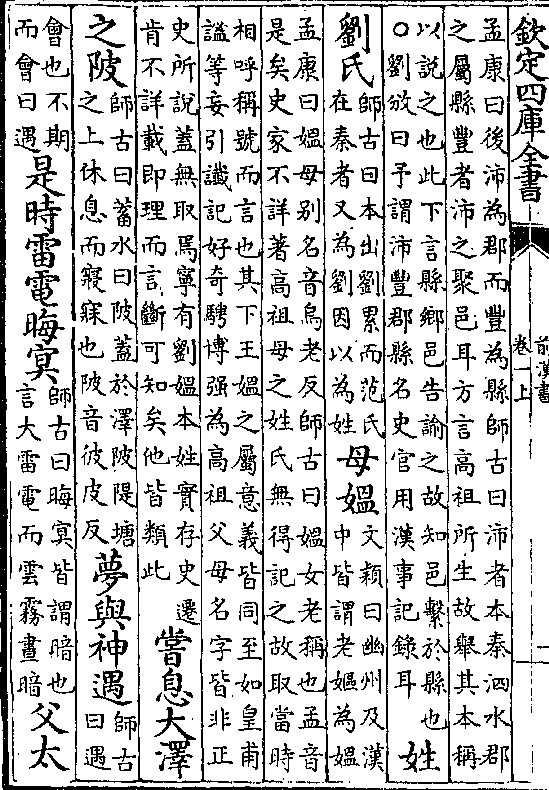 欽定四庫全書
前漢書
卷一上
一
孟康曰後沛為郡而豐為縣師古曰沛者本秦泗水郡
之屬縣豐者沛之聚邑耳方言高祖所生故舉其本稱
以說之也此下言縣鄉邑告諭之故知邑繫於縣也
○劉攽曰予謂沛豐郡縣名史官用漢事記錄耳
姓
劉氏
師古曰本出劉累而范氏
在秦者又為劉因以為姓
母媼
文穎曰幽州及漢
中皆謂老嫗為媼
孟康曰媼母别名音烏老反師古曰媼女老稱也孟音
是矣史家不詳著高祖母之姓氏無得記之故取當時
相呼稱號而言也其下王媼之屬意義皆同至如皇甫
謐等妄引讖記好奇騁博强為高祖父母名字皆非正
史所說蓋無取焉寧有劉媼本姓實存史遷
肯不詳載即理而言斷可知矣他皆類此
嘗息大澤
之陂
師古曰蓄水曰陂蓋於澤陂隄塘
之上休息而寢寐也陂音彼皮反
夢與神遇
師古
曰遇
會也不期
而會曰遇
是時雷電晦冥
師古曰晦冥皆謂暗也
言大雷電而雲霧晝暗
父太